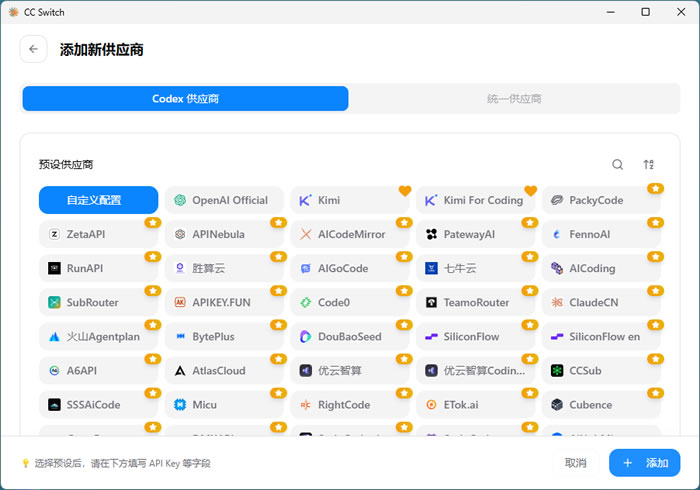 CC Switch
添加新供应商
Codex 供应商 统一供应商
预设供应商
自定义配置 OpenAI Official Kimi Kimi For Coding PackyCode
ZetaAPI APINebula AICodeMirror PatewayAI FennoAI
RunAPI 胜算云 AIGoCode 七牛云 AICoding
SubRouter APIKEY.FUN Code0 TeamoRouter ClaudeCN
火山Agentplan BytePlus DouBaoSeed SiliconFlow SiliconFlow en
A6API AtlasCloud 优云智算 优云智算Codin... CCSub
SSSAiCode Micu RightCode ETok.ai Cubence
选择预设后，请在下方填写 API Key 等字段 取消 + 添加